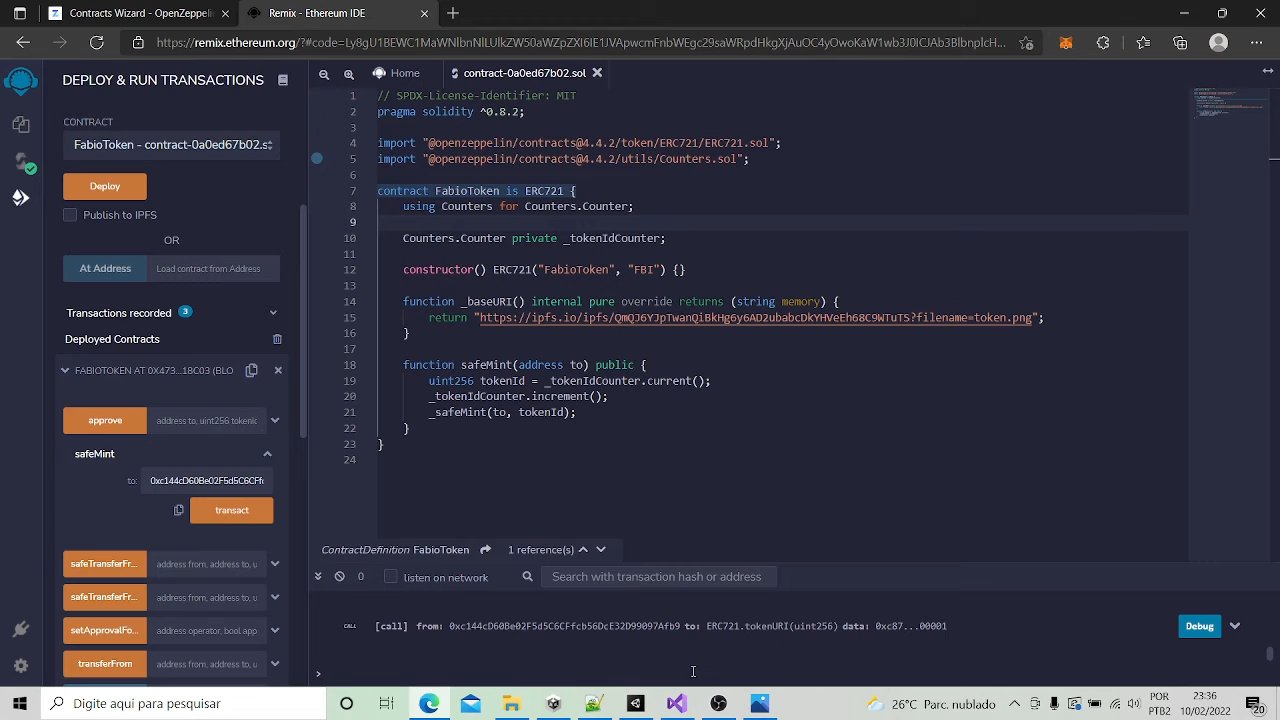 Contracts Wizard - OpenZeppelin
Remix - Ethereum IDE
https://remix.ethereum.org/?#code=Ly8gU1BEWC1MaWNlbnNlLUlkZW50aWZpZXI6IE1JVApwcmFnbWEgc29saWRpdHkgXjAuOC4yOwoKaW1wb3J0ICJAb3BlbnplcHBlbGlc...
DEPLOY & RUN TRANSACTIONS
Home
contract-0a0ed67b02.sol
CONTRACT
FabioToken - contract-0a0ed67b02.s
Deploy
Publish to IPFS
OR
At Address
Load contract from Address
Transactions recorded 3
Deployed Contracts
FABIOTOKEN AT 0X473...18C03 (BLO
approve
address to, uint256 tokenId
safeMint
to:
0xc144cD60Be02F5d5C6CFf
transact
safeTransferFr...
address from, address to, u
safeTransferFr...
address from, address to, u
setApprovalFo...
address operator, bool app
transferFrom
address from, address to, u
1 // SPDX-License-Identifier: MIT
2 pragma solidity ^0.8.2;
3
4 import "@openzeppelin/contracts@4.4.2/token/ERC721/ERC721.sol";
5 import "@openzeppelin/contracts@4.4.2/utils/Counters.sol";
6
7 contract FabioToken is ERC721 {
8 using Counters for Counters.Counter;
9
10 Counters.Counter private _tokenIdCounter;
11
12 constructor() ERC721("FabioToken", "FBI") {}
13
14 function _baseURI() internal pure override returns (string memory) {
15 return "https://ipfs.io/ipfs/QmQJ6YJpTwanQiBkHg6y6AD2ubabcDkYHVeEh68C9WTuTS?filename=token.png";
16 }
17
18 function safeMint(address to) public {
19 uint256 tokenId = _tokenIdCounter.current();
20 _tokenIdCounter.increment();
21 _safeMint(to, tokenId);
22 }
23 }
24
ContractDefinition FabioToken
1 reference(s)
0
listen on network
Search with transaction hash or address
CALL
[call] from: 0xc144cD60Be02F5d5C6CFfcb56DcE32D99097Afb9 to: ERC721.tokenURI(uint256) data: 0xc87...00001
Debug
>
Digite aqui para pesquisar
26°C Parc. nublado
POR
PTB2
23:36
10/02/2022
20